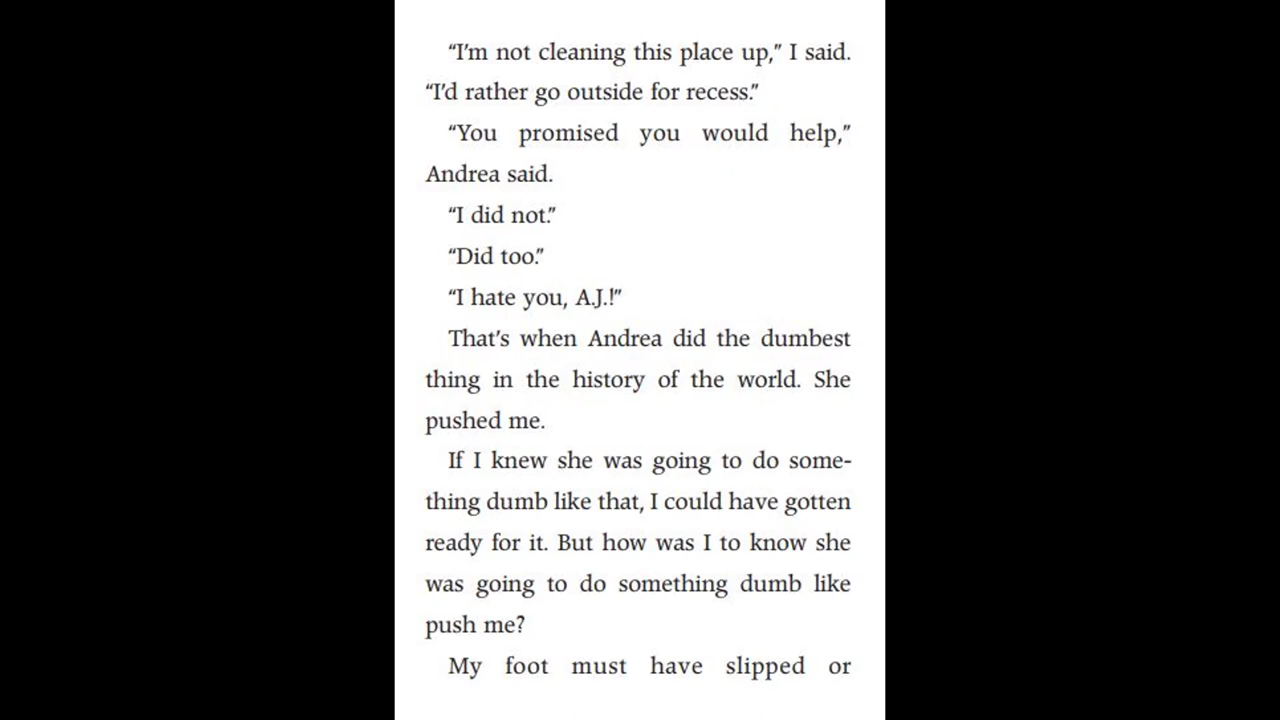 “I’m not cleaning this place up,” I said.
“I’d rather go outside for recess.”
“You promised you would help,”
Andrea said.
“I did not.”
“Did too.”
“I hate you, A.J.!”
That’s when Andrea did the dumbest
thing in the history of the world. She
pushed me.
If I knew she was going to do some-
thing dumb like that, I could have gotten
ready for it. But how was I to know she
was going to do something dumb like
push me?
My foot must have slipped or